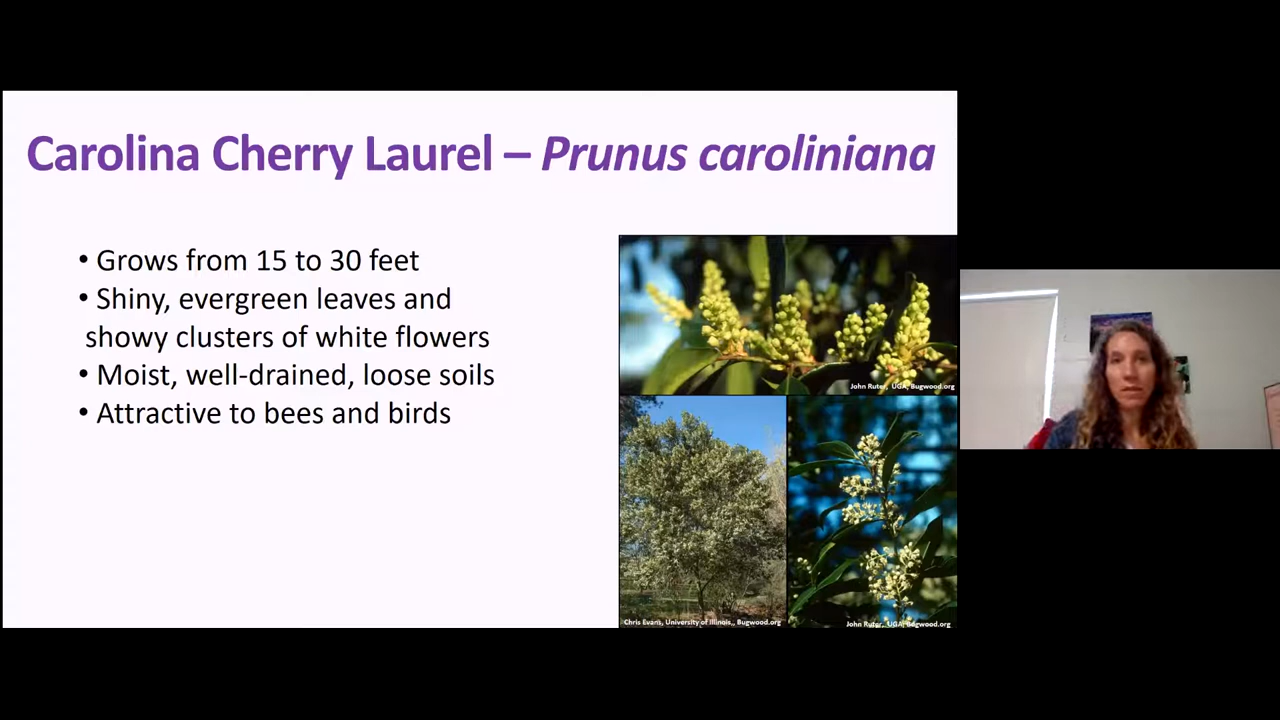 Carolina Cherry Laurel – Prunus caroliniana
• Grows from 15 to 30 feet
• Shiny, evergreen leaves and
showy clusters of white flowers
• Moist, well-drained, loose soils
• Attractive to bees and birds
John Ruter, UGA, Bugwood.org
Chris Evans, University of Illinois,, Bugwood.org
John Ruter, UGA, Bugwood.org